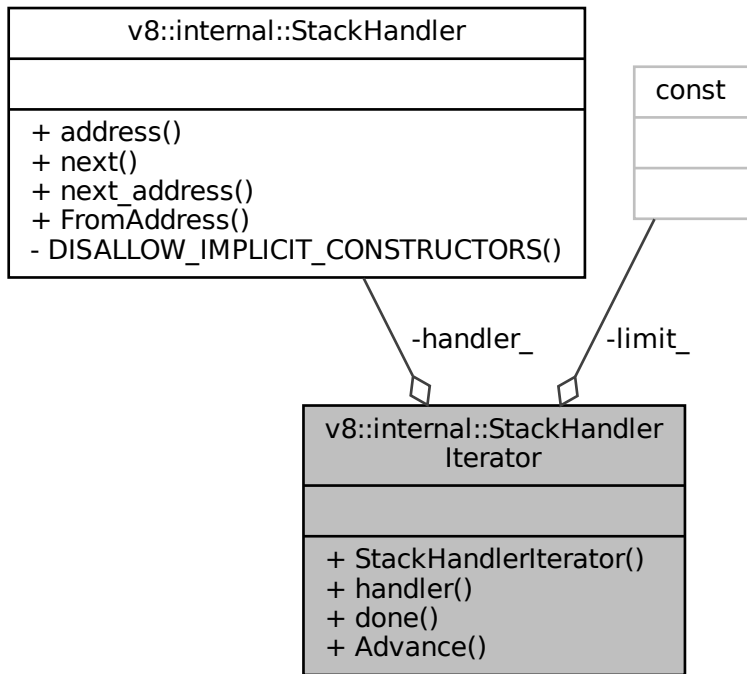 v8::internal::StackHandler
+ address()
+ next()
+ next_address()
+ FromAddress()
- DISALLOW_IMPLICIT_CONSTRUCTORS()
const
-handler_
-limit_
v8::internal::StackHandler
Iterator
+ StackHandlerIterator()
+ handler()
+ done()
+ Advance()